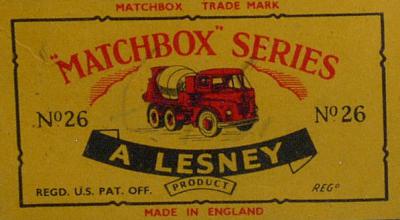 MATCHBOX TRADE MARK
"MATCHBOX" SERIES
Nº26 Nº26
A LESNEY
PRODUCT
REGD. U.S. PAT. OFF. REGD
MADE IN ENGLAND